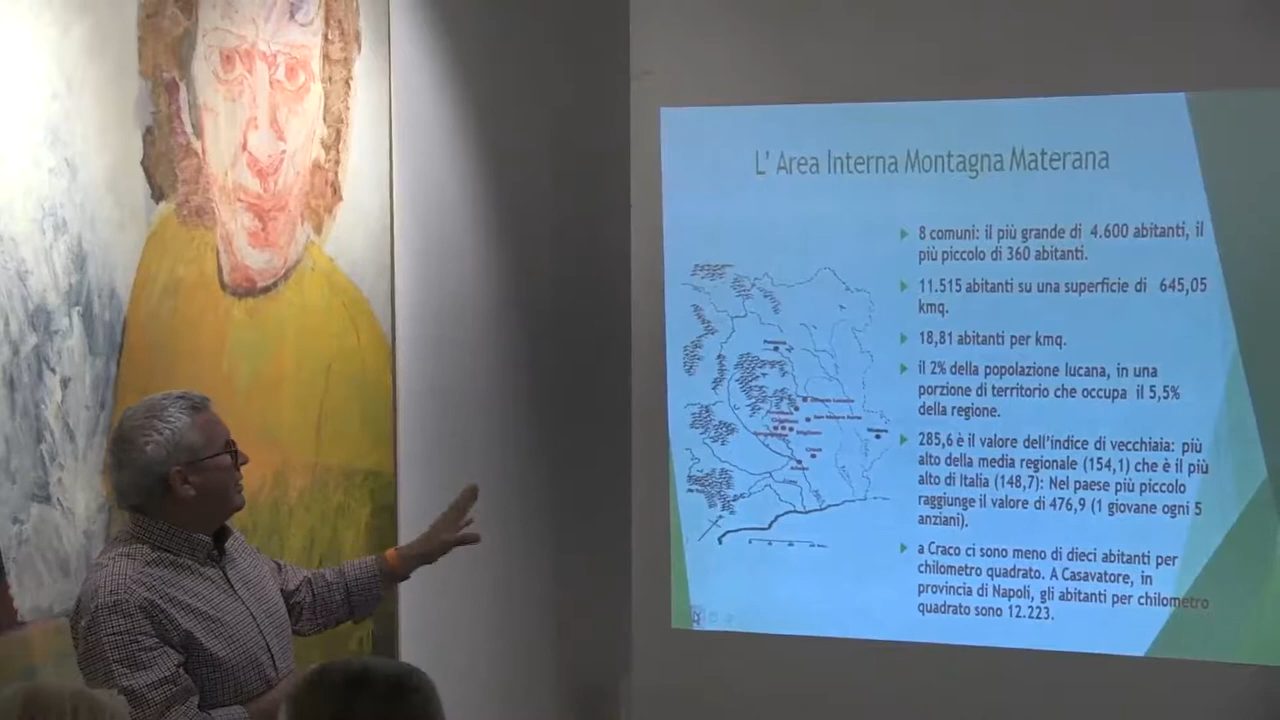 L' Area Interna Montagna Materana
8 comuni: il più grande di 4.600 abitanti, il
più piccolo di 360 abitanti.
11.515 abitanti su una superficie di 645,05
kmq.
18,81 abitanti per kmq.
il 2% della popolazione lucana, in una
porzione di territorio che occupa il 5,5%
della regione.
285,6 è il valore dell'indice di vecchiaia: più
alto della media regionale (154,1) che è il più
alto di Italia (148,7): Nel paese più piccolo
raggiunge il valore di 476,9 (1 giovane ogni 5
anziani).
a Craco ci sono meno di dieci abitanti per
chilometro quadrato. A Casavatore, in
provincia di Napoli, gli abitanti per chilometro
quadrato sono 12.223.